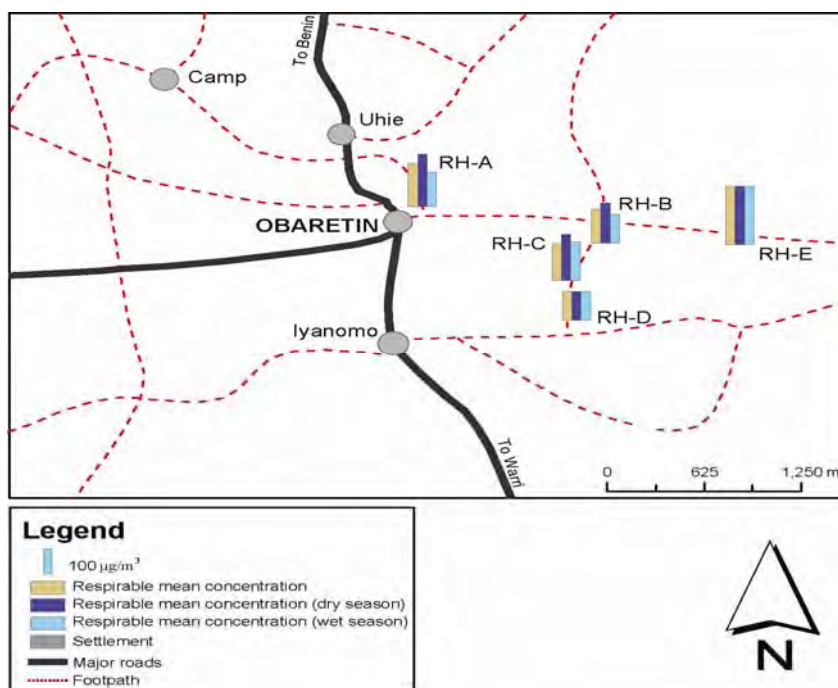 To Benin
Camp
Uhie
RH-A
RH-B
OBARETIN
RH-C
RH-E
RH-D
Iyanomo
To Warri
0 625 1,250 m
Legend
100 µg/m³
Respirable mean concentration
Respirable mean concentration (dry season)
Respirable mean concentration (wet season)
Settlement
Major roads
Footpath
N